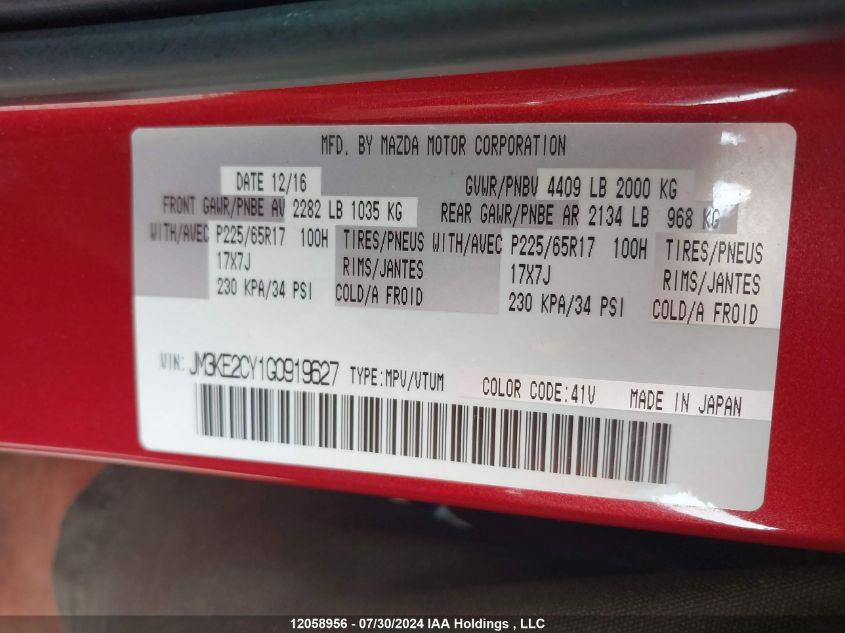 MFD. BY MAZDA MOTOR CORPORATION
DATE 12/16 GVWR/PNBV 4409 LB 2000 KG
FRONT GAWR/PNBE AV 2282 LB 1035 KG REAR GAWR/PNBE AR 2134 LB 968 KG
WITH/AVEC P225/65R17 100H TIRES/PNEUS WITH/AVEC P225/65R17 100H TIRES/PNEUS
17X7J RIMS/JANTES 17X7J RIMS/JANTES
230 KPA/34 PSI COLD/A FROID 230 KPA/34 PSI COLD/A FROID
VIN: JM3KE2CY1G0919627 TYPE:MPV/VTUM COLOR CODE:41V MADE IN JAPAN
12058956 - 07/30/2024 IAA Holdings , LLC